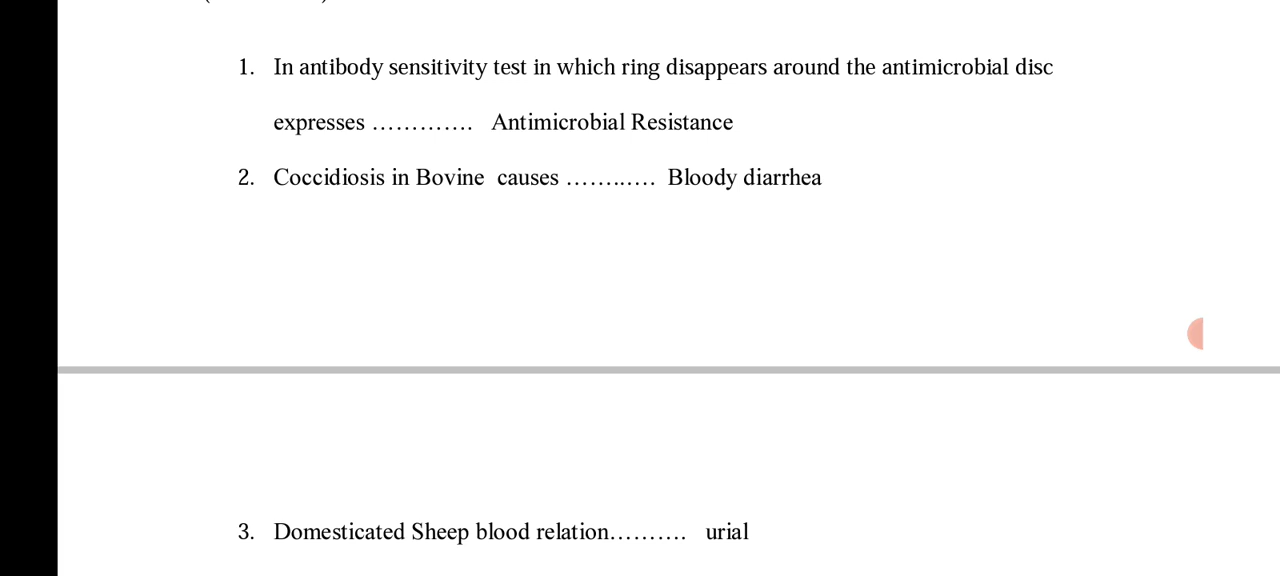 1. In antibody sensitivity test in which ring disappears around the antimicrobial disc
expresses …………. Antimicrobial Resistance
2. Coccidiosis in Bovine causes ……..…. Bloody diarrhea
3. Domesticated Sheep blood relation………. urial